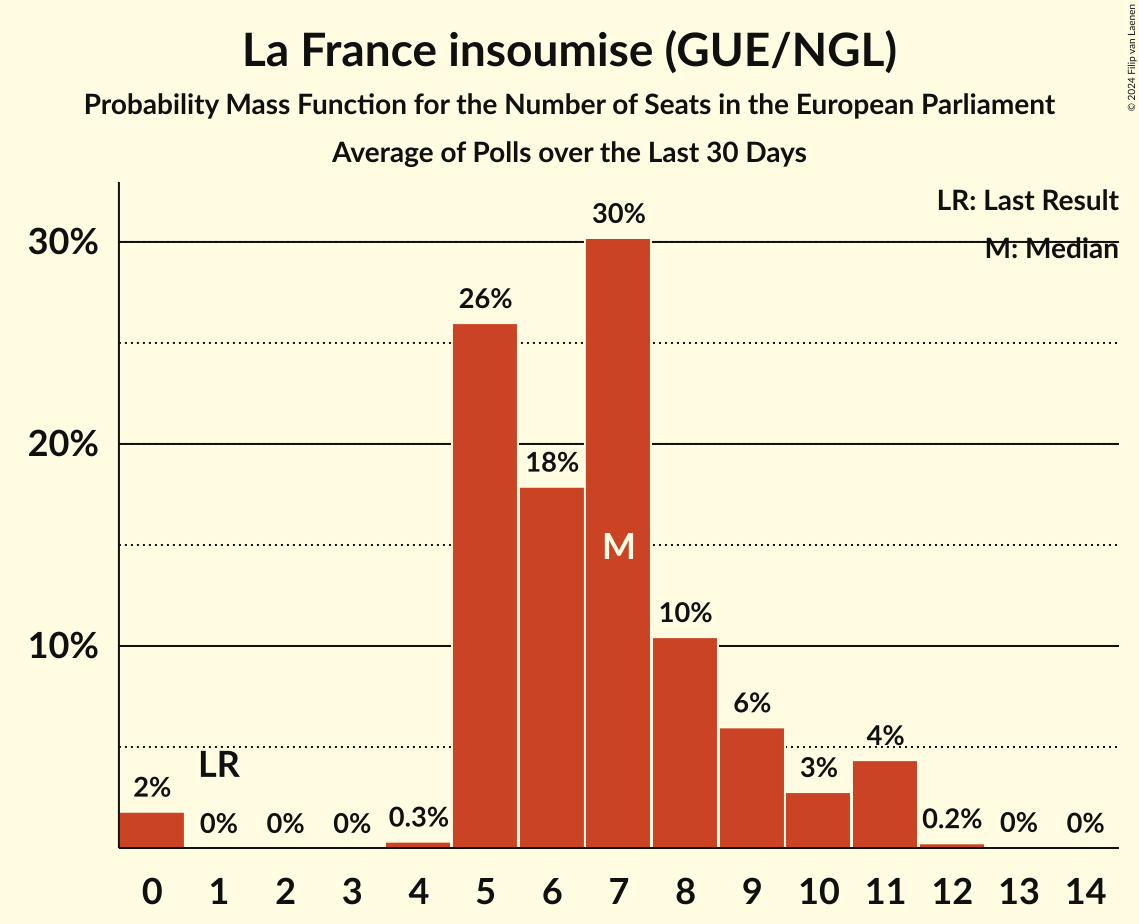 La France insoumise (GUE/NGL)
Probability Mass Function for the Number of Seats in the European Parliament
Average of Polls over the Last 30 Days
© 2024 Filip van Laenen
LR: Last Result
M: Median
30%
20%
10%
2%
LR
0%
0%
0%
0.3%
26%
18%
30%
M
10%
6%
3%
4%
0.2%
0%
0%
0 1 2 3 4 5 6 7 8 9 10 11 12 13 14